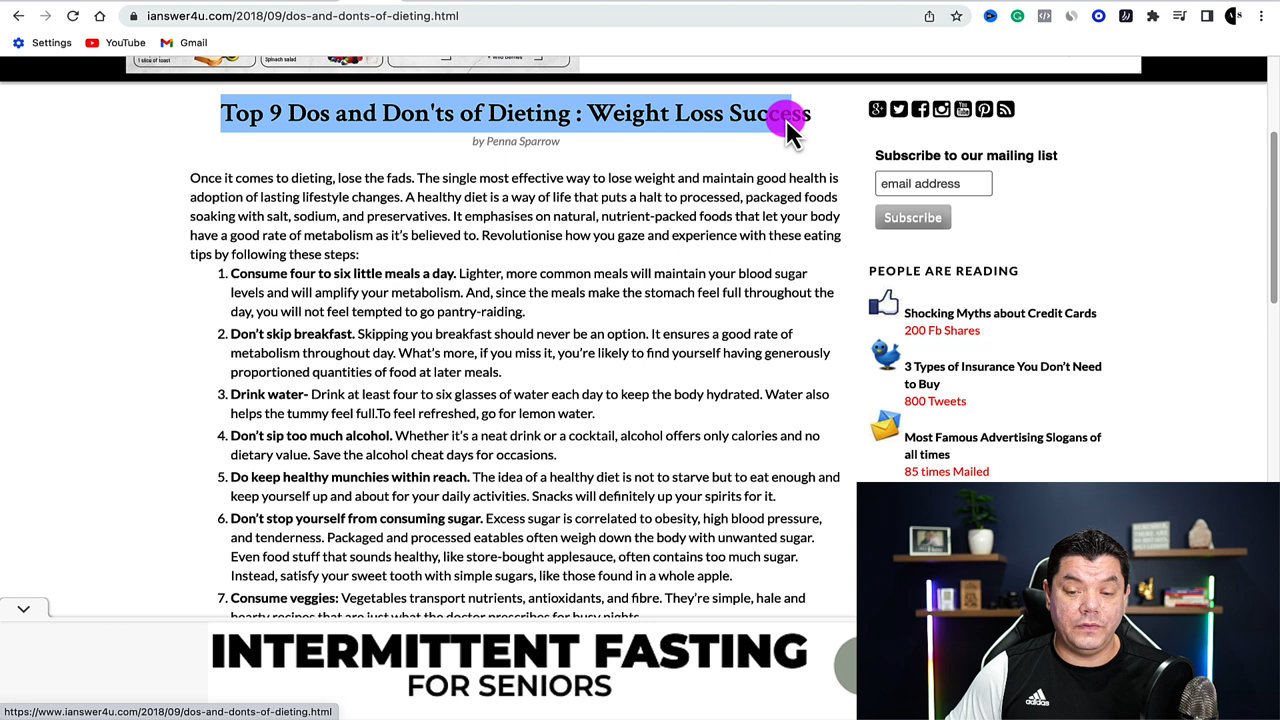 ianswer4u.com/2018/09/dos-and-donts-of-dieting.html
Settings
YouTube
Gmail
1 slice of toast
Spinach salad
Top 9 Dos and Don'ts of Dieting : Weight Loss Success
by Penna Sparrow
Once it comes to dieting, lose the fads. The single most effective way to lose weight and maintain good health is
adoption of lasting lifestyle changes. A healthy diet is a way of life that puts a halt to processed, packaged foods
soaking with salt, sodium, and preservatives. It emphasises on natural, nutrient-packed foods that let your body
have a good rate of metabolism as it's believed to. Revolutionise how you gaze and experience with these eating
tips by following these steps:
1. Consume four to six little meals a day. Lighter, more common meals will maintain your blood sugar
levels and will amplify your metabolism. And, since the meals make the stomach feel full throughout the
day, you will not feel tempted to go pantry-raiding.
2. Don't skip breakfast. Skipping you breakfast should never be an option. It ensures a good rate of
metabolism throughout day. What's more, if you miss it, you're likely to find yourself having generously
proportioned quantities of food at later meals.
3. Drink water- Drink at least four to six glasses of water each day to keep the body hydrated. Water also
helps the tummy feel full.To feel refreshed, go for lemon water.
4. Don't sip too much alcohol. Whether it's a neat drink or a cocktail, alcohol offers only calories and no
dietary value. Save the alcohol cheat days for occasions.
5. Do keep healthy munchies within reach. The idea of a healthy diet is not to starve but to eat enough and
keep yourself up and about for your daily activities. Snacks will definitely up your spirits for it.
6. Don't stop yourself from consuming sugar. Excess sugar is correlated to obesity, high blood pressure,
and tenderness. Packaged and processed eatables often weigh down the body with unwanted sugar.
Even food stuff that sounds healthy, like store-bought applesauce, often contains too much sugar.
Instead, satisfy your sweet tooth with simple sugars, like those found in a whole apple.
7. Consume veggies: Vegetables transport nutrients, antioxidants, and fibre. They're simple, hale and
hearty recipes that are just what the doctor prescribes for busy nights.
Subscribe to our mailing list
email address
Subscribe
PEOPLE ARE READING
Shocking Myths about Credit Cards
200 Fb Shares
3 Types of Insurance You Don't Need
to Buy
800 Tweets
Most Famous Advertising Slogans of
all times
85 times Mailed
INTERMITTENT FASTING
FOR SENIORS
adidas
https://www.ianswer4u.com/2018/09/dos-and-donts-of-dieting.html